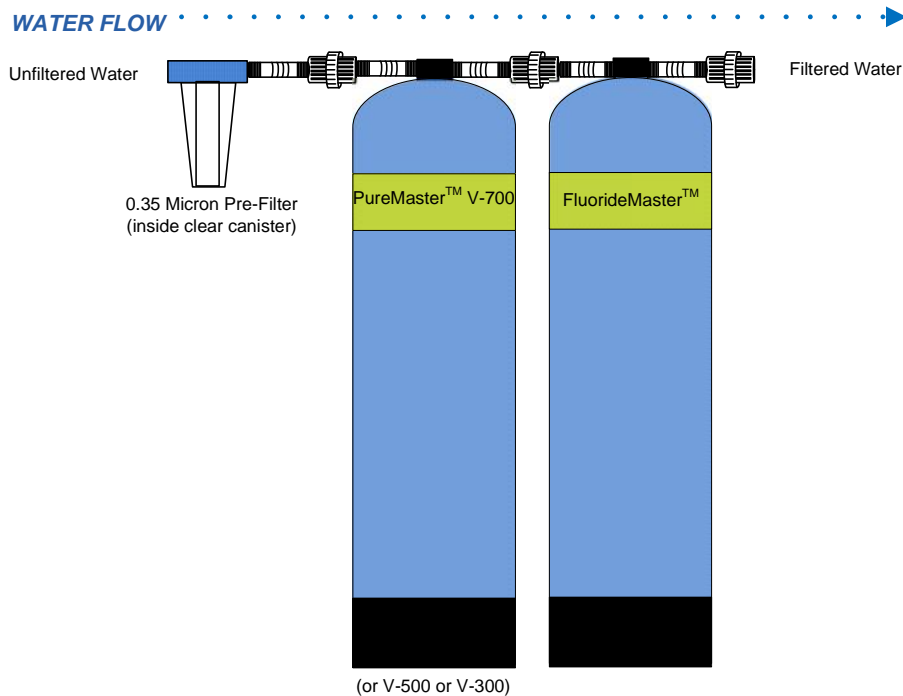 WATER FLOW
Unfiltered Water
Filtered Water
0.35 Micron Pre-Filter
(inside clear canister)
PureMaster™ V-700
FluorideMaster™
(or V-500 or V-300)